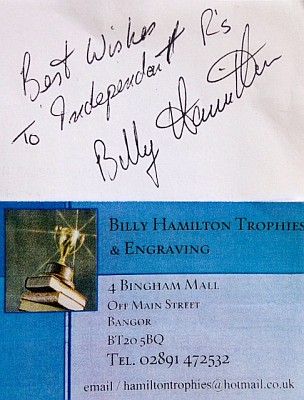 Best Wishes
To Independent R's
Billy Hamilton
BILLY HAMILTON TROPHIES
& ENGRAVING
4 BINGHAM MALL
OFF MAIN STREET
BANGOR
BT20 5BQ
TEL. 02891 472532
email / hamiltontrophies@hotmail.co.uk